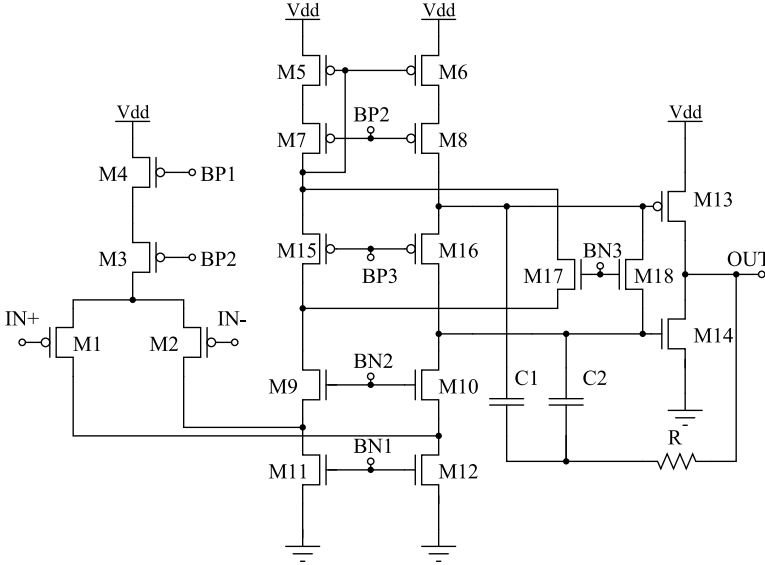 Vdd Vdd
M5 M6
BP2
Vdd Vdd
M7 M8
M4 BP1
M13
M15 M16 BN3
M3 BP2 BP3 M17 M18 OUT
IN+ IN-
M1 M2 M14
BN2
M9 M10 C1 C2
BN1 R
M11 M12